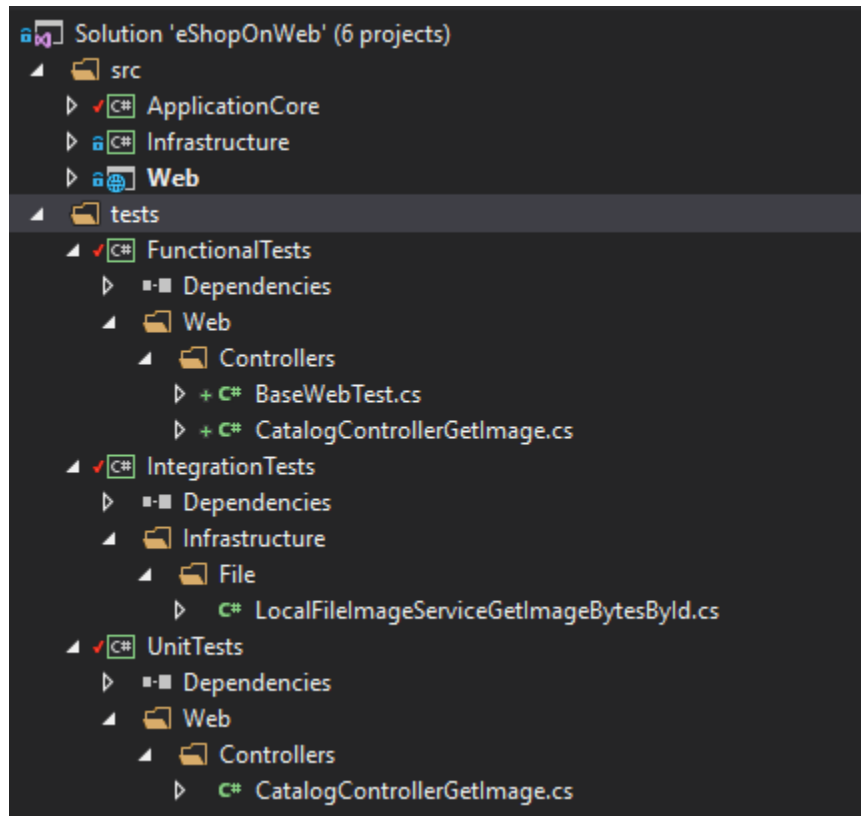 Solution 'eShopOnWeb' (6 projects)
src
C# ApplicationCore
C# Infrastructure
Web
tests
C# FunctionalTests
Dependencies
Web
Controllers
+ C# BaseWebTest.cs
+ C# CatalogControllerGetImage.cs
C# IntegrationTests
Dependencies
Infrastructure
File
C# LocalFileImageServiceGetImageBytesById.cs
C# UnitTests
Dependencies
Web
Controllers
C# CatalogControllerGetImage.cs